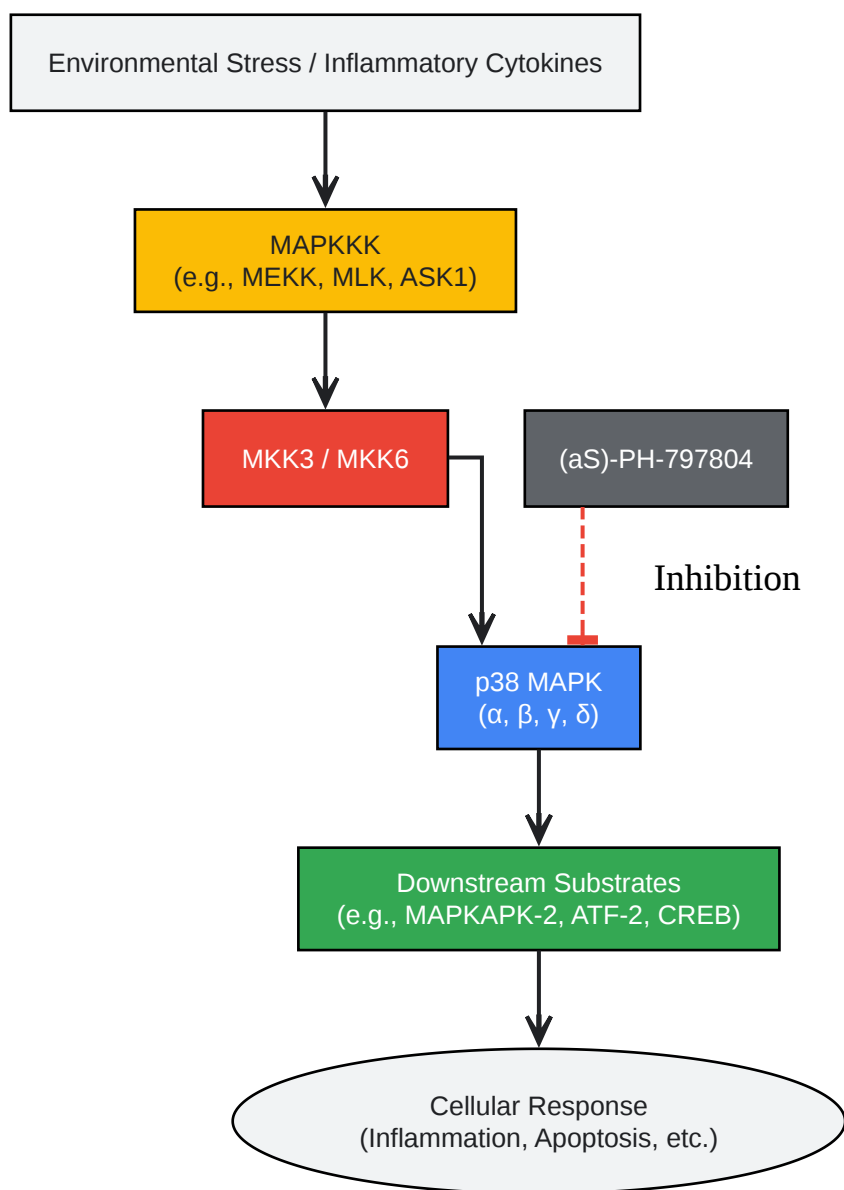 Environmental Stress / Inflammatory Cytokines
MAPKKK
(e.g., MEKK, MLK, ASK1)
MKK3 / MKK6
(aS)-PH-797804
Inhibition
p38 MAPK
(α, β, γ, δ)
Downstream Substrates
(e.g., MAPKAPK-2, ATF-2, CREB)
Cellular Response
(Inflammation, Apoptosis, etc.)